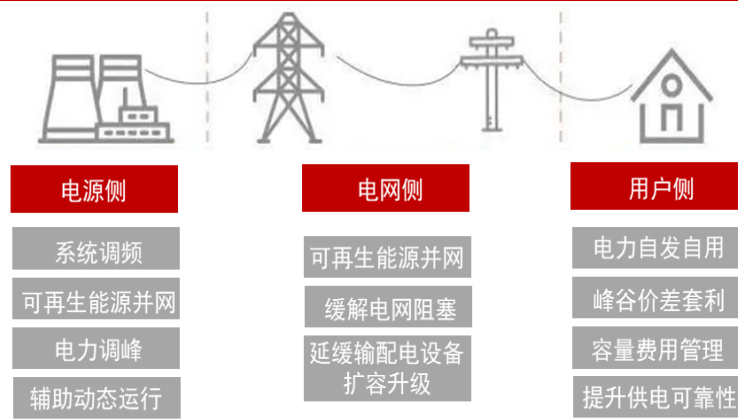 电源侧
系统调频
可再生能源并网
电力调峰
辅助动态运行
电网侧
可再生能源并网
缓解电网阻塞
延缓输配电设备
扩容升级
用户侧
电力自发自用
峰谷价差套利
容量费用管理
提升供电可靠性